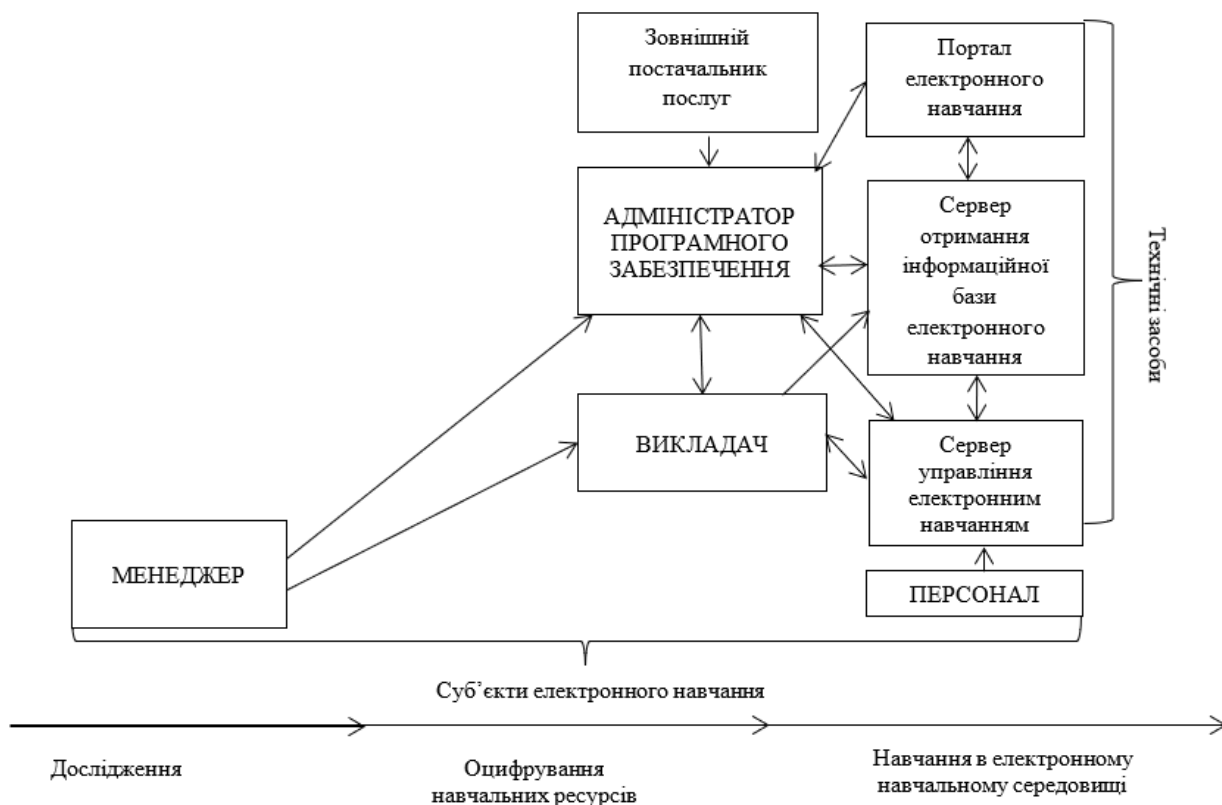 Зовнішній
постачальник
послуг
Портал
електронного
навчання
АДМІНІСТРАТОР
ПРОГРАМНОГО
ЗАБЕЗПЕЧЕННЯ
Сервер
отримання
інформаційної
бази
електронного
навчання
Технічні засоби
ВИКЛАДАЧ
Сервер
управління
електронним
навчанням
МЕНЕДЖЕР
ПЕРСОНАЛ
Суб’єкти електронного навчання
Дослідження
Оцифрування
навчальних ресурсів
Навчання в електронному
навчальному середовищі